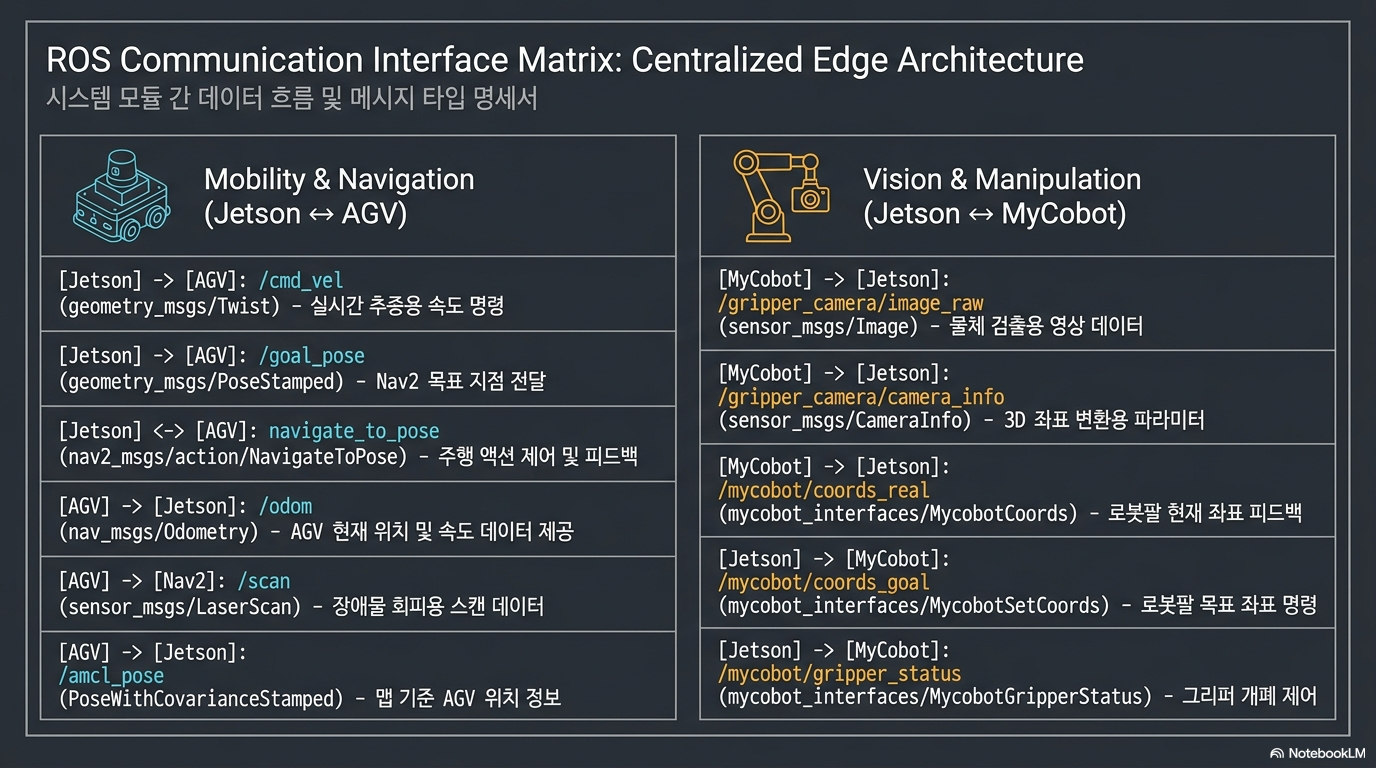 ROS Communication Interface Matrix: Centralized Edge Architecture
시스템 모듈 간 데이터 흐름 및 메시지 타입 명세서
Mobility & Navigation
(Jetson ↔ AGV)
[Jetson] -> [AGV]: /cmd_vel
(geometry_msgs/Twist) - 실시간 추종용 속도 명령
[Jetson] -> [AGV]: /goal_pose
(geometry_msgs/PoseStamped) - Nav2 목표 지점 전달
[Jetson] <-> [AGV]: navigate_to_pose
(nav2_msgs/action/NavigateToPose) - 주행 액션 제어 및 피드백
[AGV] -> [Jetson]: /odom
(nav_msgs/Odometry) - AGV 현재 위치 및 속도 데이터 제공
[AGV] -> [Nav2]: /scan
(sensor_msgs/LaserScan) - 장애물 회피용 스캔 데이터
[AGV] -> [Jetson]:
/amcl_pose
(PoseWithCovarianceStamped) - 맵 기준 AGV 위치 정보
Vision & Manipulation
(Jetson ↔ MyCobot)
[MyCobot] -> [Jetson]:
/gripper_camera/image_raw
(sensor_msgs/Image) - 물체 검출용 영상 데이터
[MyCobot] -> [Jetson]:
/gripper_camera/camera_info
(sensor_msgs/CameraInfo) - 3D 좌표 변환용 파라미터
[MyCobot] -> [Jetson]:
/mycobot/coords_real
(mycobot_interfaces/MycobotCoords) - 로봇팔 현재 좌표 피드백
[Jetson] -> [MyCobot]:
/mycobot/coords_goal
(mycobot_interfaces/MycobotSetCoords) - 로봇팔 목표 좌표 명령
[Jetson] -> [MyCobot]:
/mycobot/gripper_status
(mycobot_interfaces/MycobotGripperStatus) - 그리퍼 개폐 제어
NotebookLM